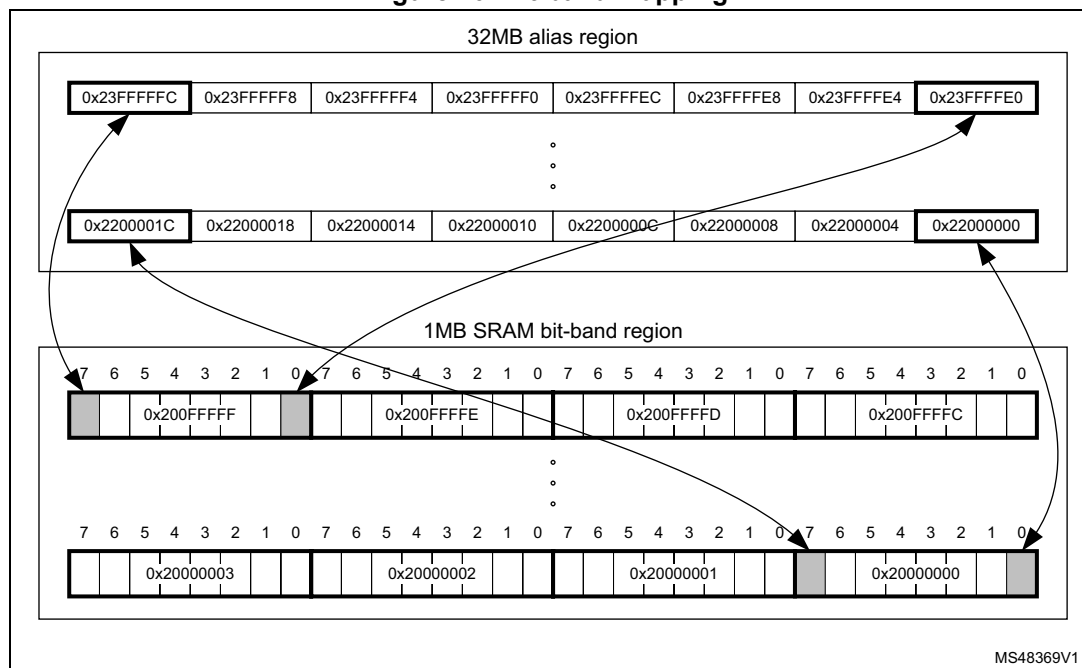 32MB alias region
0x23FFFFFC 0x23FFFFF8 0x23FFFFF4 0x23FFFFF0 0x23FFFFEC 0x23FFFFE8 0x23FFFFE4 0x23FFFFE0
0x2200001C 0x22000018 0x22000014 0x22000010 0x2200000C 0x22000008 0x22000004 0x22000000
1MB SRAM bit-band region
7 6 5 4 3 2 1 0 7 6 5 4 3 2 1 0 7 6 5 4 3 2 1 0 7 6 5 4 3 2 1 0
0x200FFFFF 0x200FFFFE 0x200FFFFD 0x200FFFFC
7 6 5 4 3 2 1 0 7 6 5 4 3 2 1 0 7 6 5 4 3 2 1 0 7 6 5 4 3 2 1 0
0x20000003 0x20000002 0x20000001 0x20000000
MS48369V1